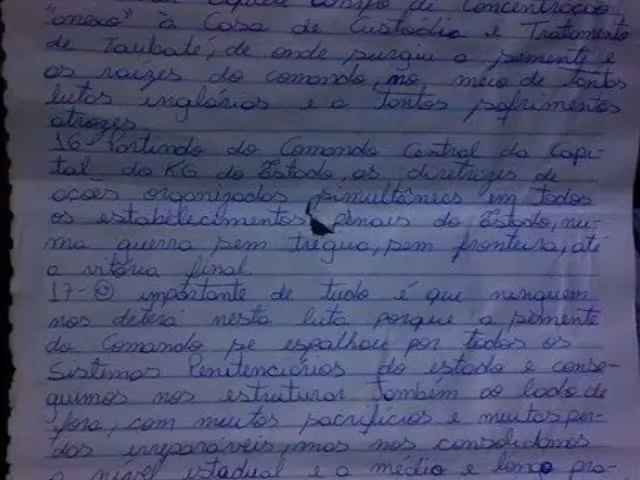 campo de Concentração
"anexo" à Casa de Custódia e Tratamento
de Taubaté, de onde surgiu a semente e
as raízes do comando, no meio de tantas
lutas inglórias e a tantos sofrimentos
atrozes
16- Partindo do Comando Central da Capi-
tal do KG do Estado, as diretrizes de
ações organizadas simultâneas em todos
os estabelecimentos penais do Estado, nu-
ma guerra sem trégua, sem fronteira, até
a vitória final
17- O importante de tudo é que ninguem
nos deterá nesta luta porque a semente
do Comando se espalhou por todos os
Sistemas Penitenciários do estado e conse-
guimos nos estruturar também ao lado de
fora, com muitos sacrifícios e muitas per-
das irreparáveis, mas nos consolidamos
a nível estadual e a médio e longo pra-